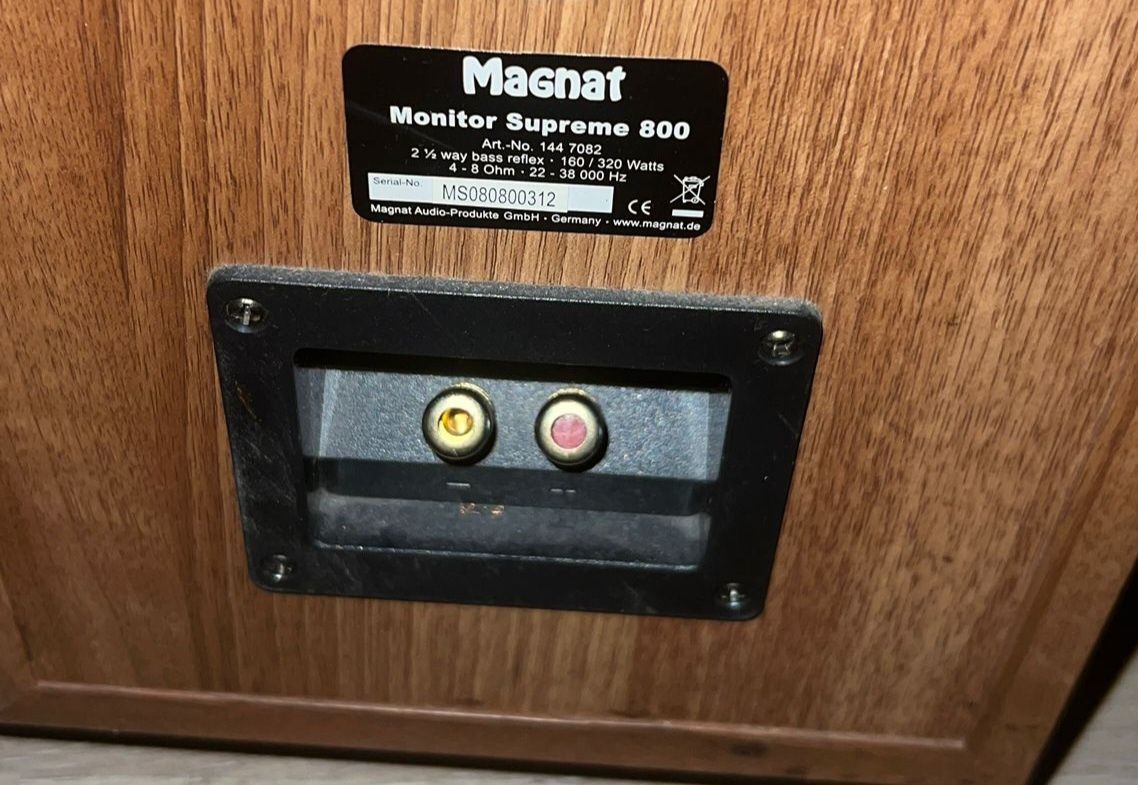 Magnat
Monitor Supreme 800
Art.-No. 144 7082
2 ½ way bass reflex · 160 / 320 Watts
4 - 8 Ohm · 22 - 38 000 Hz
Serial-No. MS080800312
CE
Magnat Audio-Produkte GmbH · Germany · www.magnat.de